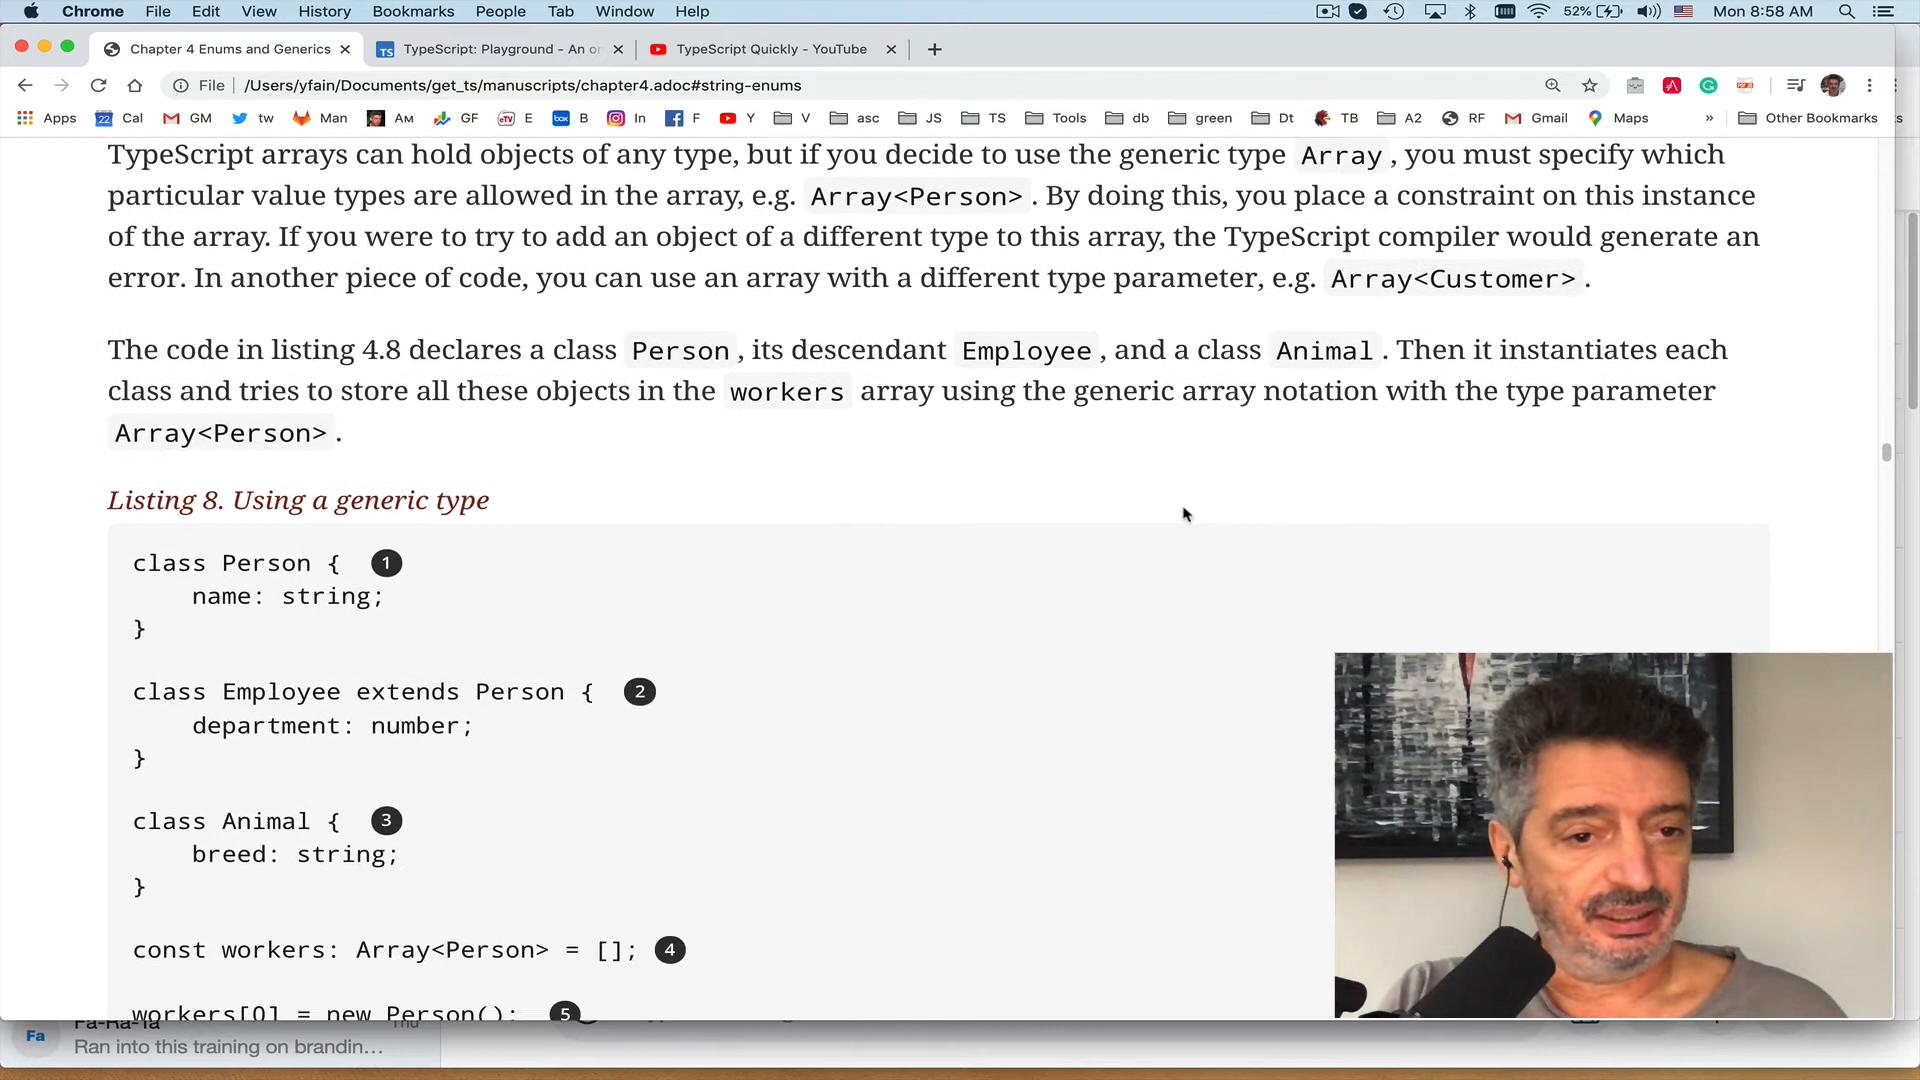 Chrome File Edit View History Bookmarks People Tab Window Help 52% Mon 8:58 AM
Chapter 4 Enums and Generics TypeScript: Playground - An o TypeScript Quickly - YouTube
File /Users/yfain/Documents/get_ts/manuscripts/chapter4.adoc#string-enums
Apps 22 Cal GM tw Man Ам GF eTV E box B In F Y V asc JS TS Tools db green Dt TB A2 RF Gmail Maps » Other Bookmarks
TypeScript arrays can hold objects of any type, but if you decide to use the generic type Array, you must specify which
particular value types are allowed in the array, e.g. Array<Person>. By doing this, you place a constraint on this instance
of the array. If you were to try to add an object of a different type to this array, the TypeScript compiler would generate an
error. In another piece of code, you can use an array with a different type parameter, e.g. Array<Customer>.
The code in listing 4.8 declares a class Person, its descendant Employee, and a class Animal. Then it instantiates each
class and tries to store all these objects in the workers array using the generic array notation with the type parameter
Array<Person>.
Listing 8. Using a generic type
class Person { 1
name: string;
}
class Employee extends Person { 2
department: number;
}
class Animal { 3
breed: string;
}
const workers: Array<Person> = []; 4
workers[0] = new Person(); 5
Fa-Ra-Ta Thu
Fa Ran into this training on brandin…